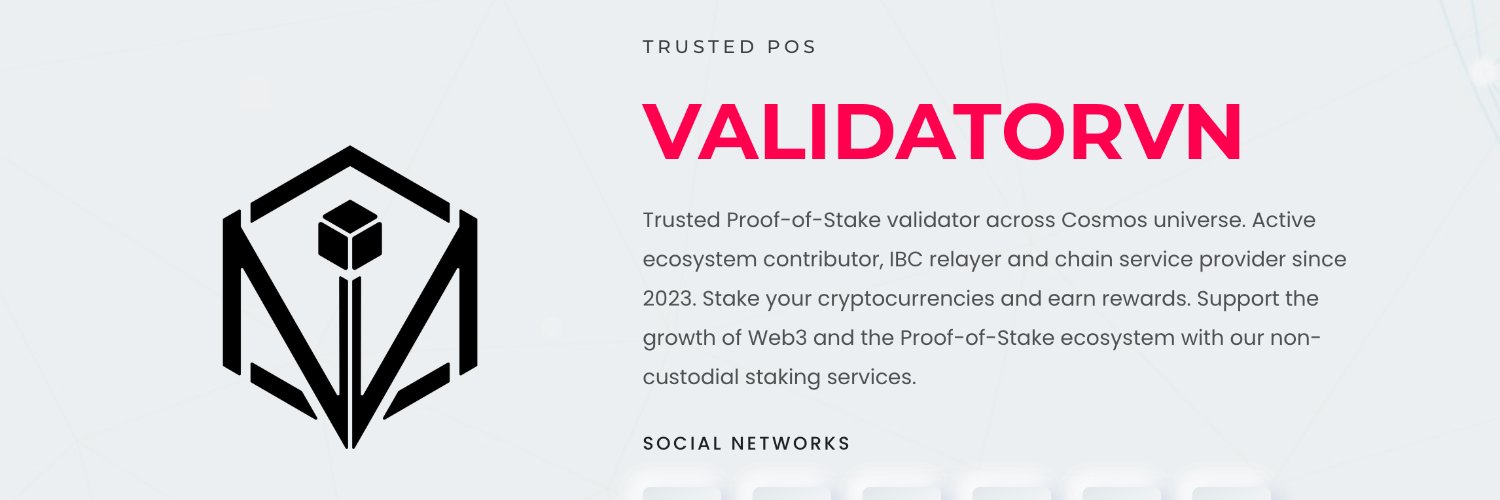 TRUSTED POS
VALIDATORVN
Trusted Proof-of-Stake validator across Cosmos universe. Active
ecosystem contributor, IBC relayer and chain service provider since
2023. Stake your cryptocurrencies and earn rewards. Support the
growth of Web3 and the Proof-of-Stake ecosystem with our non-
custodial staking services.
SOCIAL NETWORKS